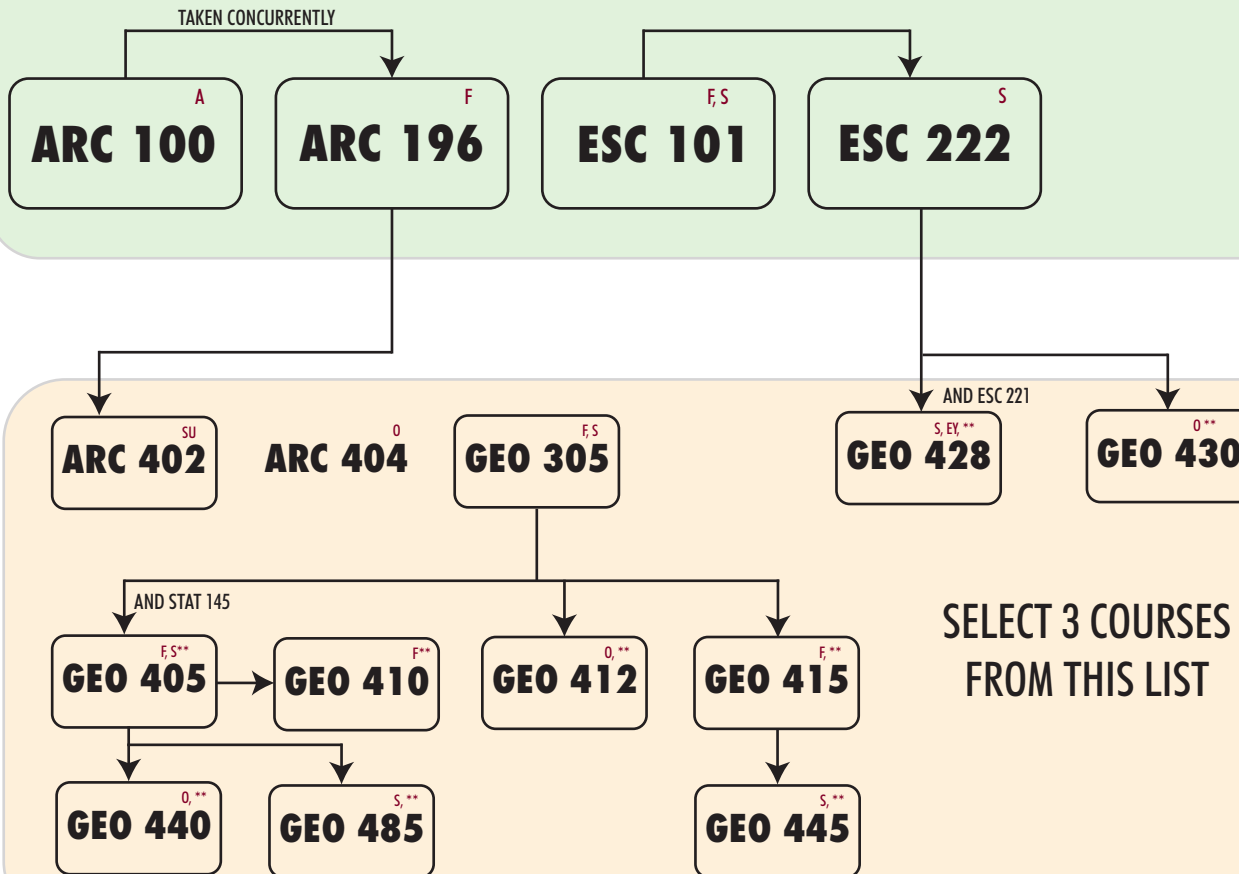 TAKEN CONCURRENTLY
A
ARC 100
F
ARC 196
F, S
ESC 101
S
ESC 222
AND ESC 221
SU
ARC 402
O
ARC 404
F, S
GEO 305
S, EY, **
GEO 428
O **
GEO 430
AND STAT 145
F, S**
GEO 405
F**
GEO 410
O, **
GEO 412
F, **
GEO 415
SELECT 3 COURSES
FROM THIS LIST
O, **
GEO 440
S, **
GEO 485
S, **
GEO 445